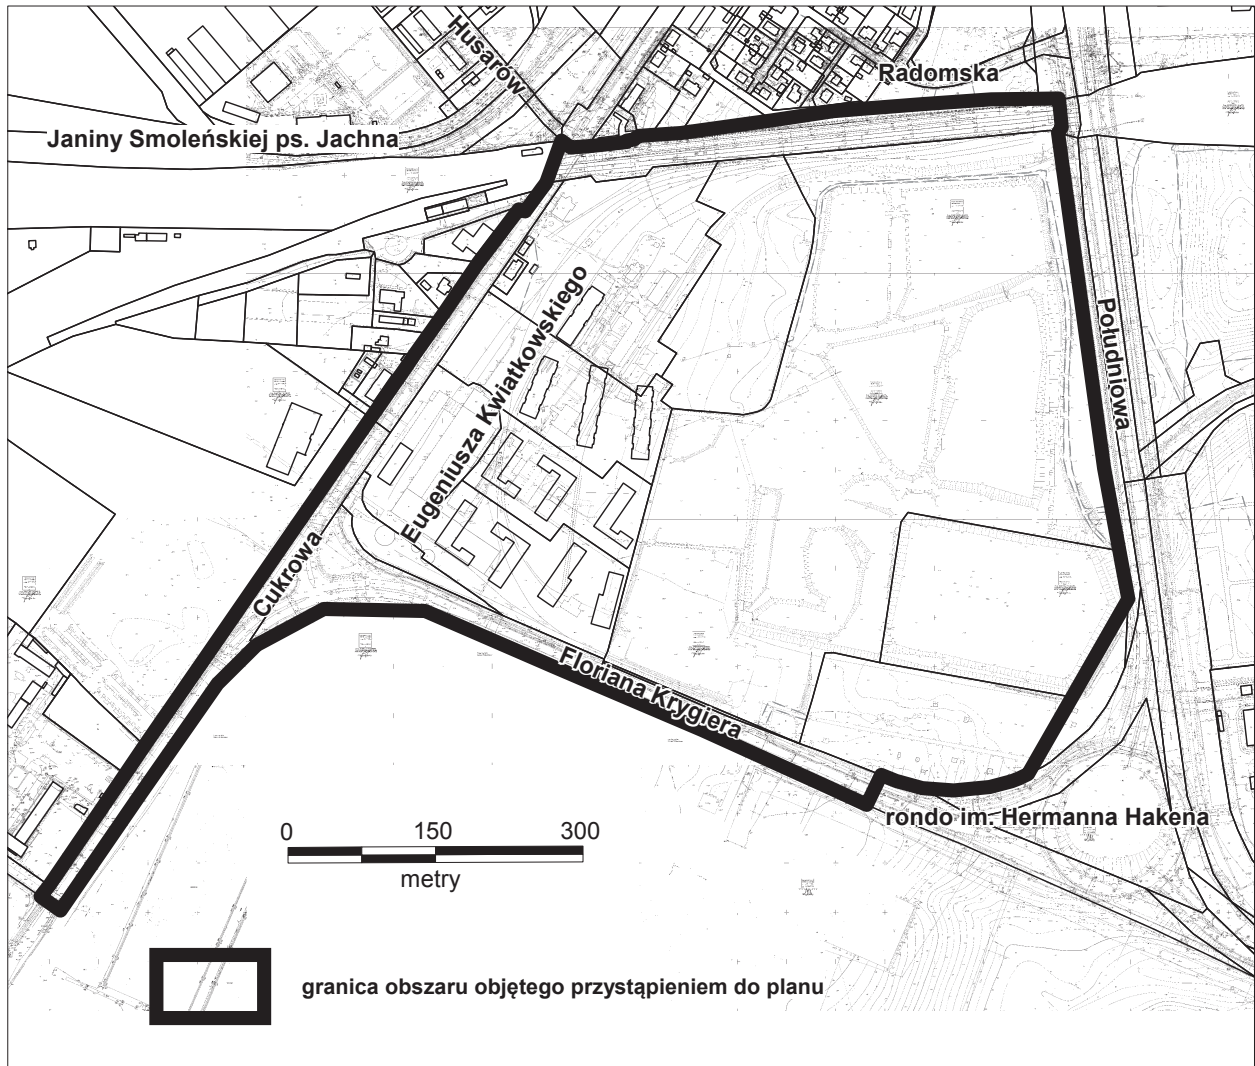 Husarów
Radomska
Janiny Smoleńskiej ps. Jachna
Eugeniusza Kwiatkowskiego
Południowa
Cukrowa
Floriana Krygiera
rondo im. Hermanna Hakena
0 150 300
metry
granica obszaru objętego przystąpieniem do planu